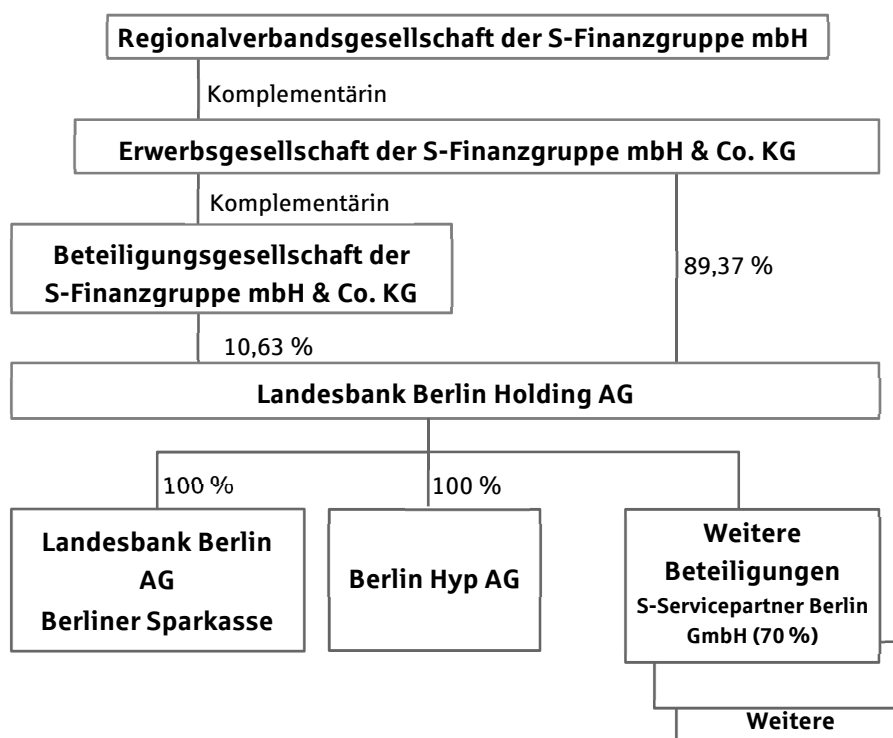 Regionalverbandsgesellschaft der S-Finanzgruppe mbH
Komplementärin
Erwerbsgesellschaft der S-Finanzgruppe mbH & Co. KG
Komplementärin
Beteiligungsgesellschaft der
S-Finanzgruppe mbH & Co. KG
89,37 %
10,63 %
Landesbank Berlin Holding AG
100 %
100 %
Landesbank Berlin
AG
Berliner Sparkasse
Berlin Hyp AG
Weitere
Beteiligungen
S-Servicepartner Berlin
GmbH (70 %)
Weitere